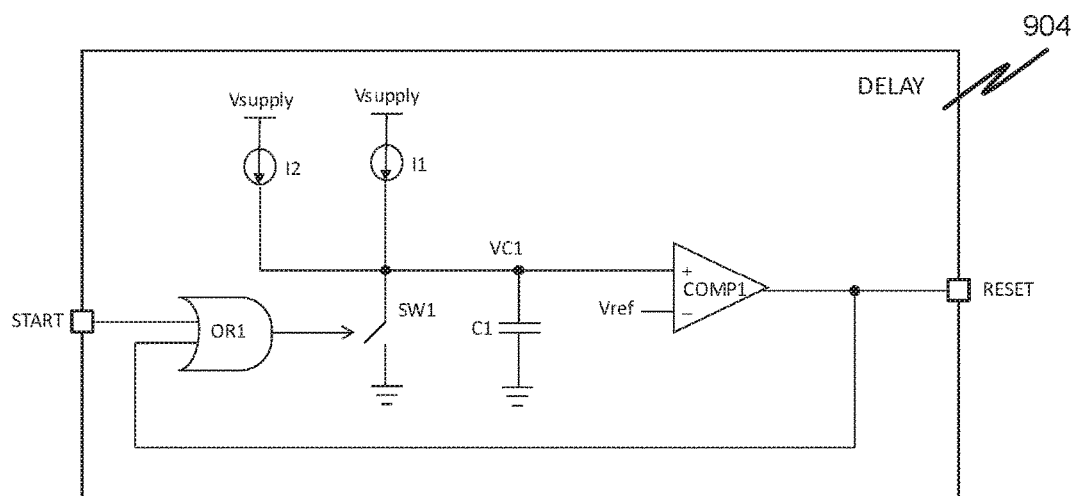 904
DELAY
Vsupply
Vsupply
I2
I1
VC1
+
COMP1
Vref
−
RESET
START
OR1
SW1
C1